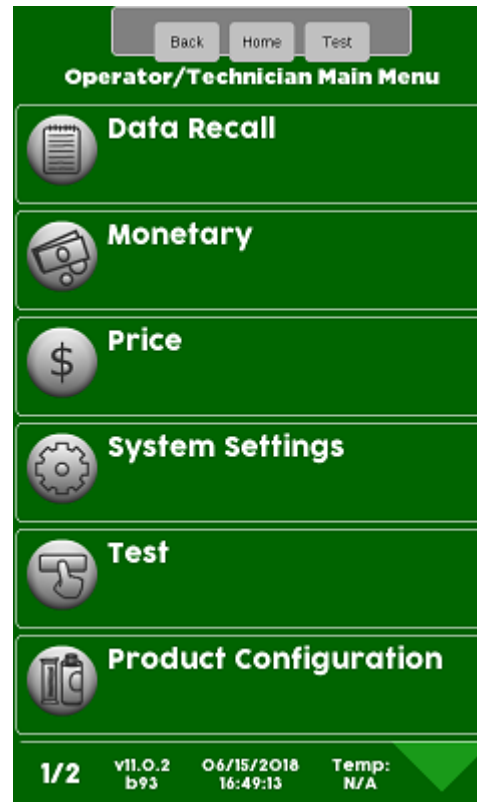 Back Home Test
Operator/Technician Main Menu
Data Recall
Monetary
$
Price
System Settings
Test
Product Configuration
1/2 v11.0.2 06/15/2018 Temp:
b93 16:49:13 N/A